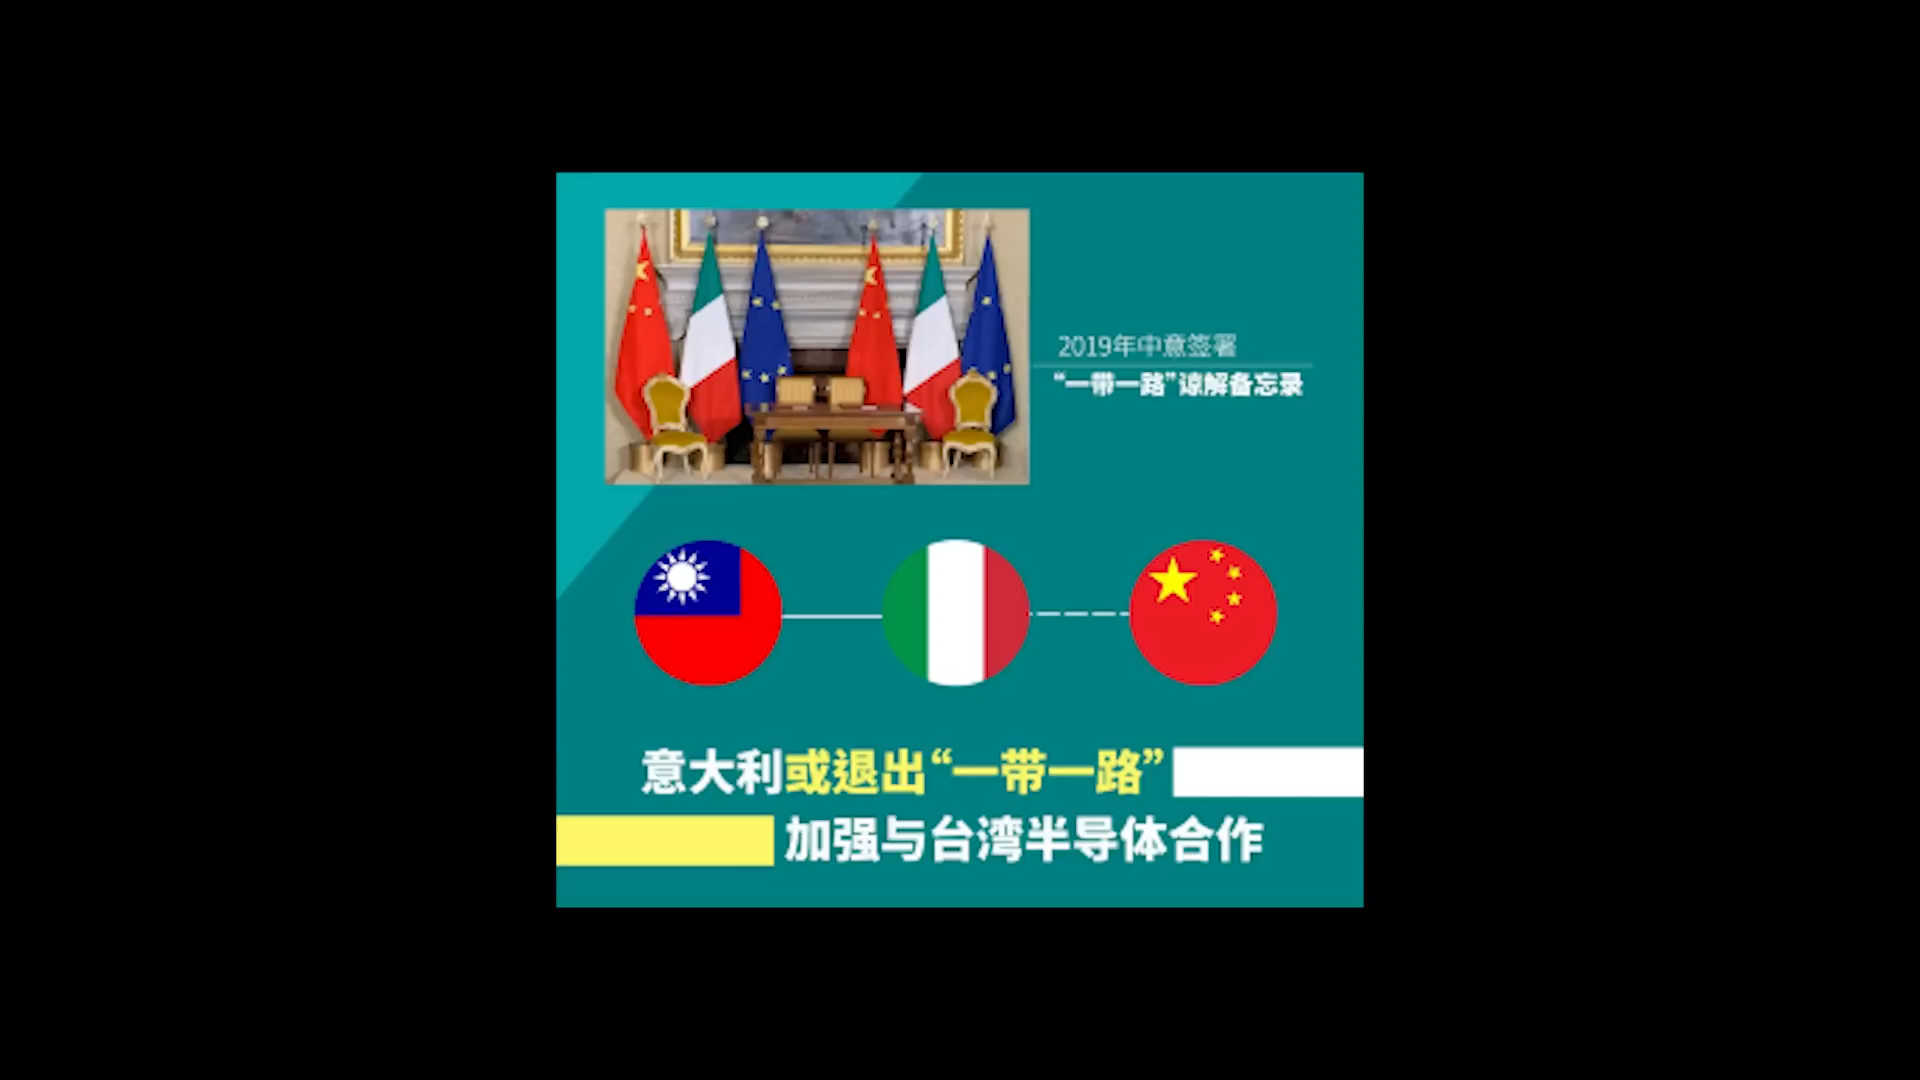 2019年中意签署
“一带一路”谅解备忘录
意大利或退出“一带一路”
加强与台湾半导体合作